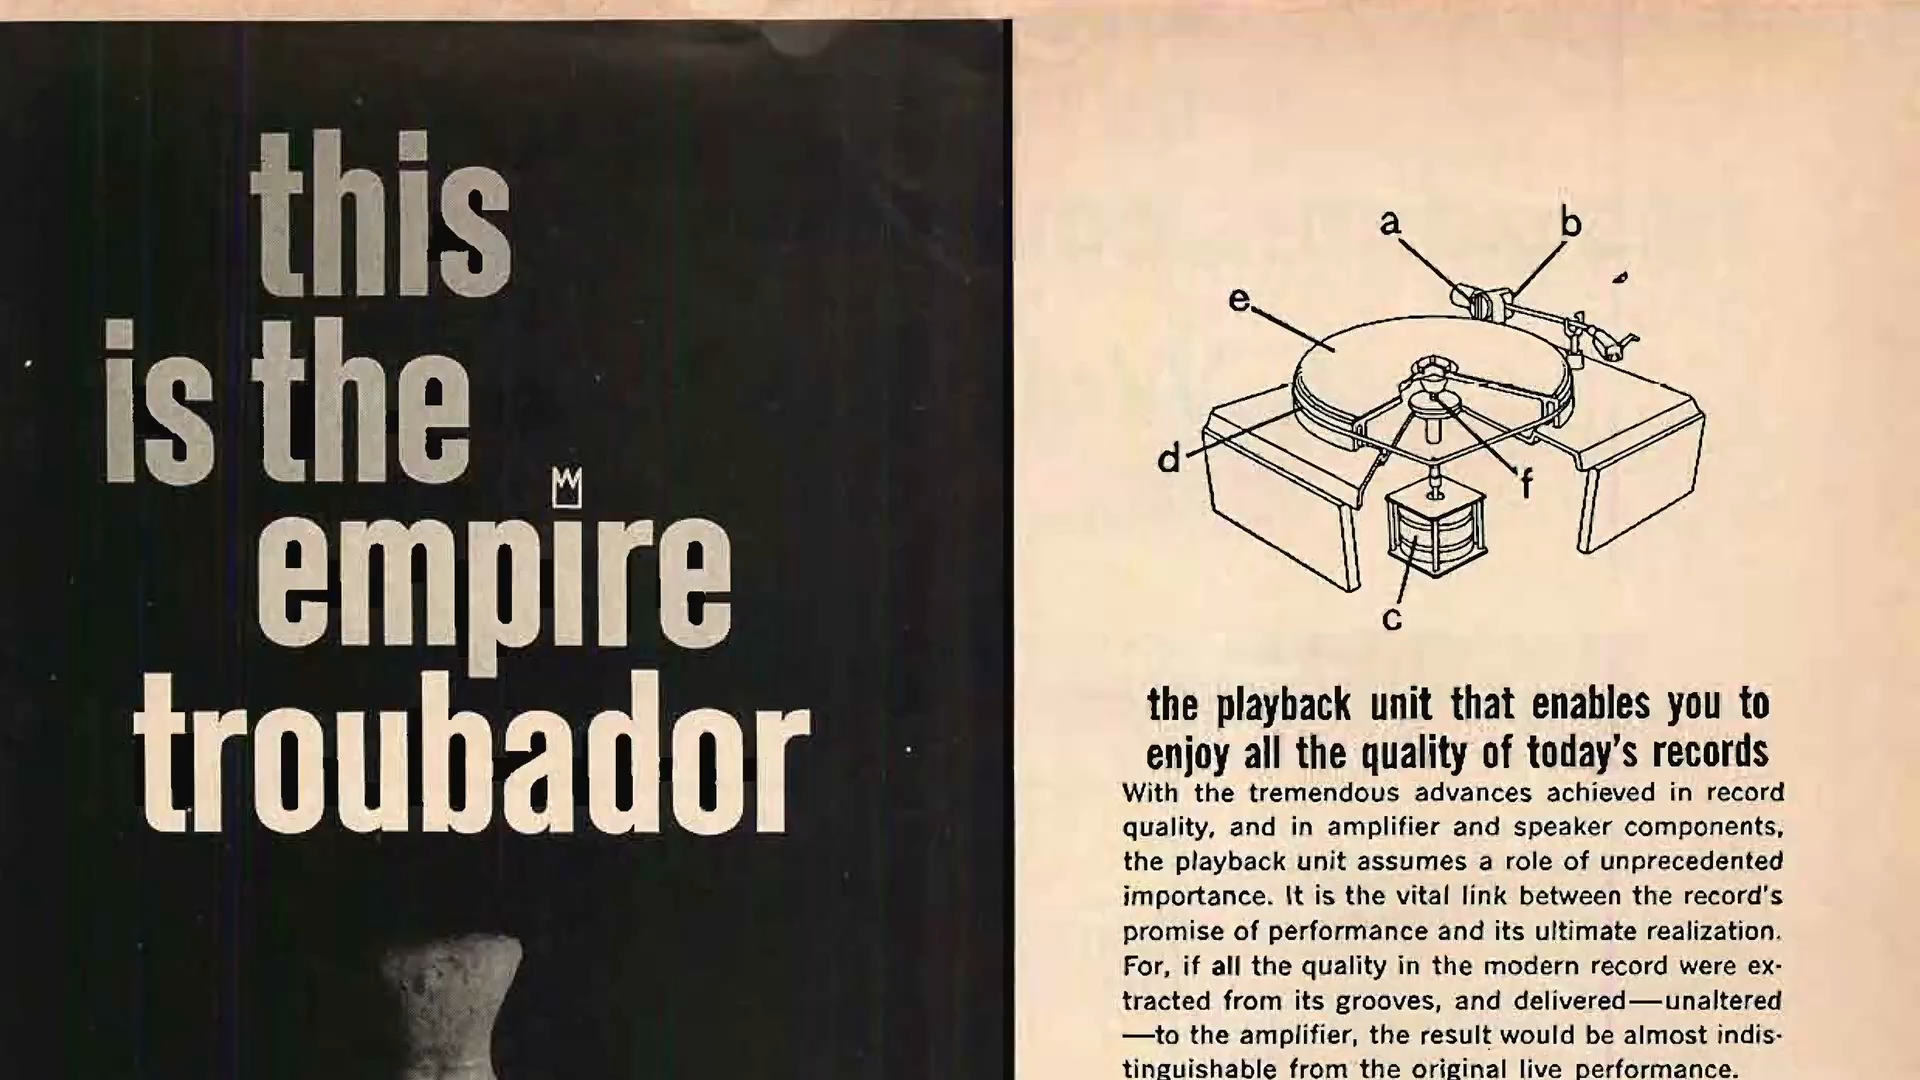 this
is the
empire
troubador
a
b
e
d
f
c
the playback unit that enables you to
enjoy all the quality of today's records
With the tremendous advances achieved in record
quality, and in amplifier and speaker components,
the playback unit assumes a role of unprecedented
importance. It is the vital link between the record's
promise of performance and its ultimate realization.
For, if all the quality in the modern record were ex-
tracted from its grooves, and delivered—unaltered
—to the amplifier, the result would be almost indis-
tinguishable from the original live performance.